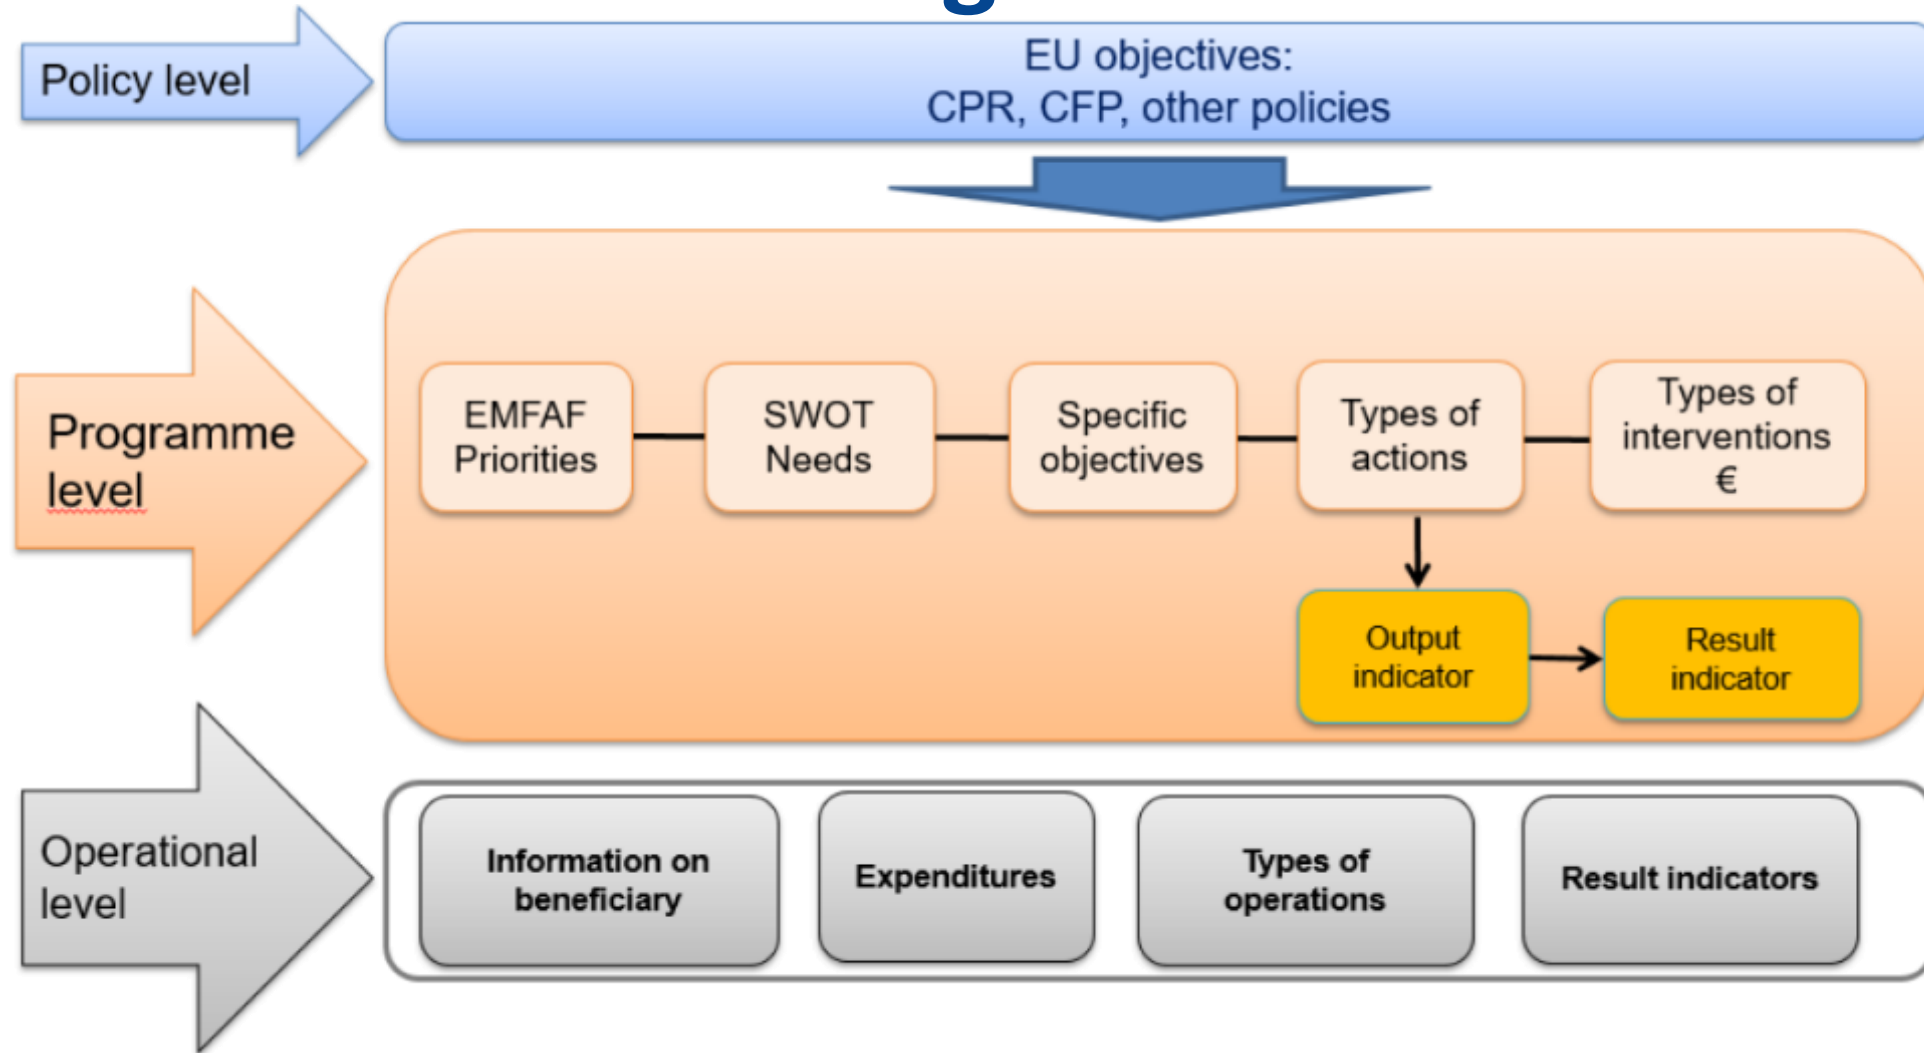 Policy level
EU objectives:
CPR, CFP, other policies
Programme
level
EMFAF
Priorities
SWOT
Needs
Specific
objectives
Types of
actions
Types of
interventions
€
Output
indicator
Result
indicator
Operational
level
Information on
beneficiary
Expenditures
Types of
operations
Result indicators